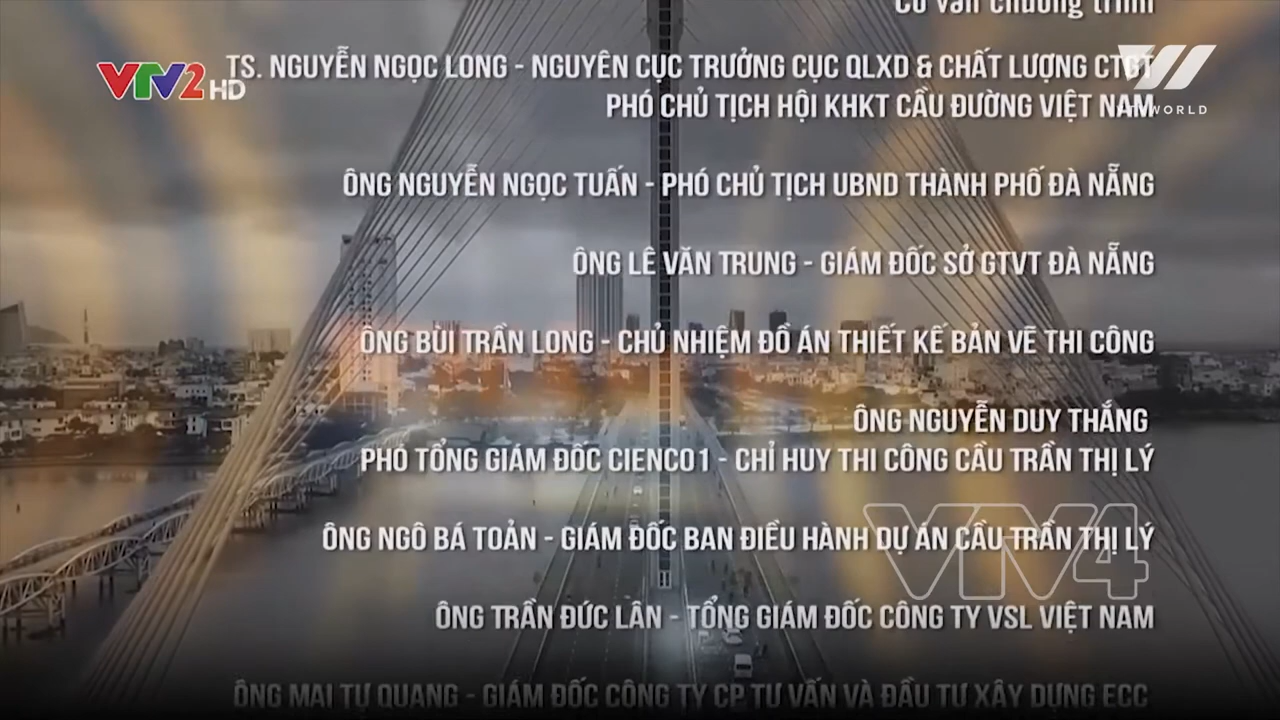 Cố vấn chương trình
VTV2 HD
TS. NGUYỄN NGỌC LONG - NGUYÊN CỤC TRƯỞNG CỤC QLXD & CHẤT LƯỢNG CTGT
PHÓ CHỦ TỊCH HỘI KHKT CẦU ĐƯỜNG VIỆT NAM
WORLD
ÔNG NGUYỄN NGỌC TUẤN - PHÓ CHỦ TỊCH UBND THÀNH PHỐ ĐÀ NẴNG
ÔNG LÊ VĂN TRUNG - GIÁM ĐỐC SỞ GTVT ĐÀ NẴNG
ÔNG BÙI TRẦN LONG - CHỦ NHIỆM ĐỒ ÁN THIẾT KẾ BẢN VẼ THI CÔNG
ÔNG NGUYỄN DUY THẮNG
PHÓ TỔNG GIÁM ĐỐC CIENCO1 - CHỈ HUY THI CÔNG CẦU TRẦN THỊ LÝ
ÔNG NGÔ BÁ TOẢN - GIÁM ĐỐC BAN ĐIỀU HÀNH DỰ ÁN CẦU TRẦN THỊ LÝ
VTV4
ÔNG TRẦN ĐỨC LÂN - TỔNG GIÁM ĐỐC CÔNG TY VSL VIỆT NAM
ÔNG MAI TỰ QUANG - GIÁM ĐỐC CÔNG TY CP TƯ VẤN VÀ ĐẦU TƯ XÂY DỰNG ECC